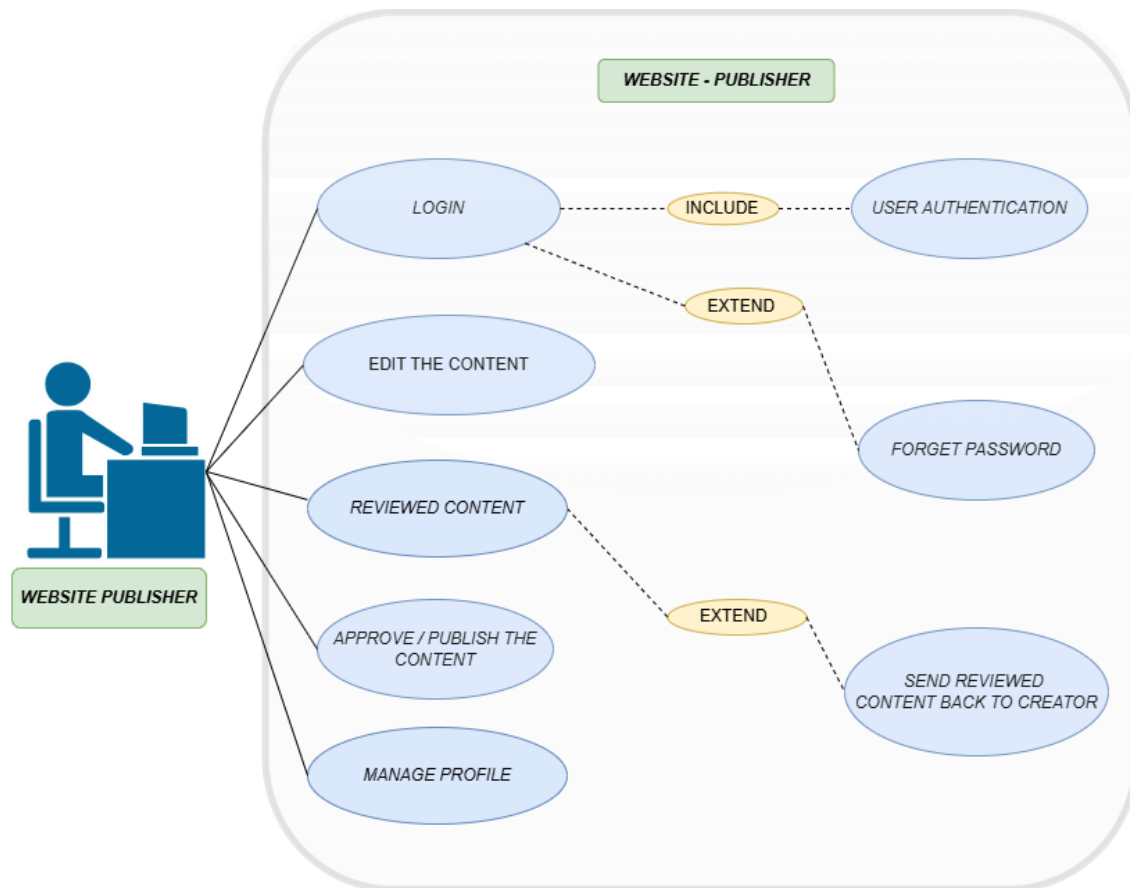 WEBSITE - PUBLISHER
LOGIN
INCLUDE
USER AUTHENTICATION
EXTEND
EDIT THE CONTENT
FORGET PASSWORD
REVIEWED CONTENT
WEBSITE PUBLISHER
EXTEND
APPROVE / PUBLISH THE
CONTENT
SEND REVIEWED
CONTENT BACK TO CREATOR
MANAGE PROFILE